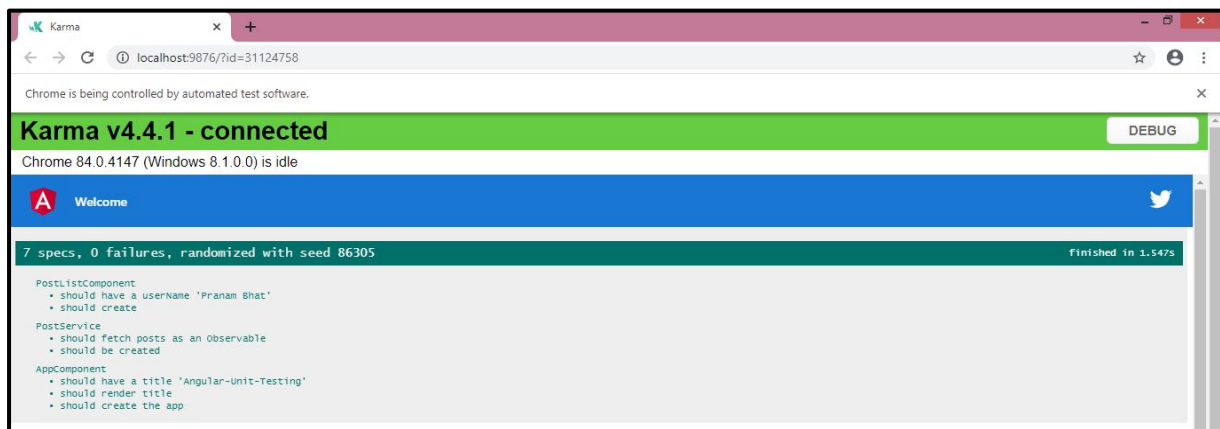 Karma
localhost:9876/?id=31124758
Chrome is being controlled by automated test software.
Karma v4.4.1 - connected
DEBUG
Chrome 84.0.4147 (Windows 8.1.0.0) is idle
Welcome
7 specs, 0 failures, randomized with seed 86305
finished in 1.547s
PostListComponent
• should have a userName 'Pranam Bhat'
• should create
PostService
• should fetch posts as an Observable
• should be created
AppComponent
• should have a title 'Angular-Unit-Testing'
• should render title
• should create the app